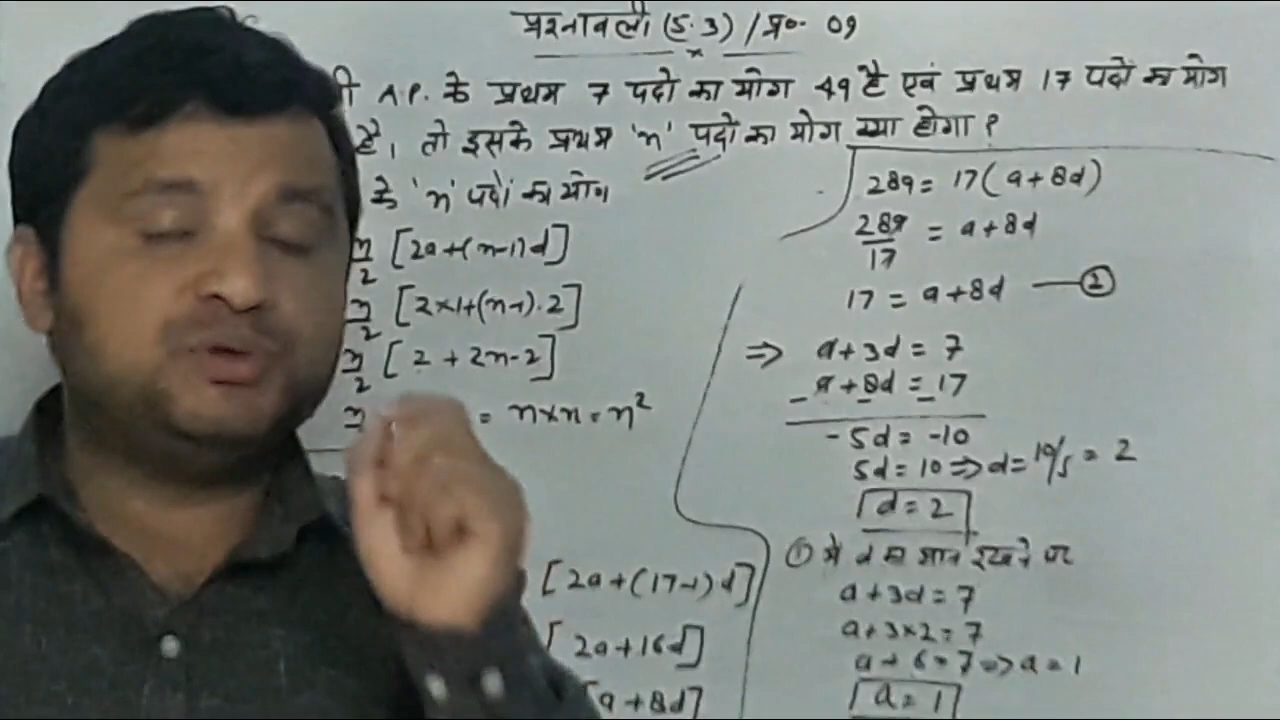 प्रश्नावली (5.3) / प्र०- 09
A.P. के प्रथम 7 पदों का योग 49 है एवं प्रथम 17 पदों का योग
है, तो इसके प्रथम 'n' पदों का योग क्या होगा ?
के 'n' पदों का योग
n/2 [2a+(n-1)d]
n/2 [2×1+(n-1).2]
n/2 [2 + 2n-2]
= n×n = n²
[2a+(17-1)d]
[2a+16d]
[a+8d]
289 = 17(a+8d)
289/17 = a+8d
17 = a+8d —②
⇒ a+3d = 7
a+8d = 17
-5d = -10
5d = 10 ⇒ d = 10/5 = 2
d = 2
① में d का मान रखने पर
a+3d = 7
a+3×2 = 7
a+6 = 7 ⇒ a = 1
a = 1